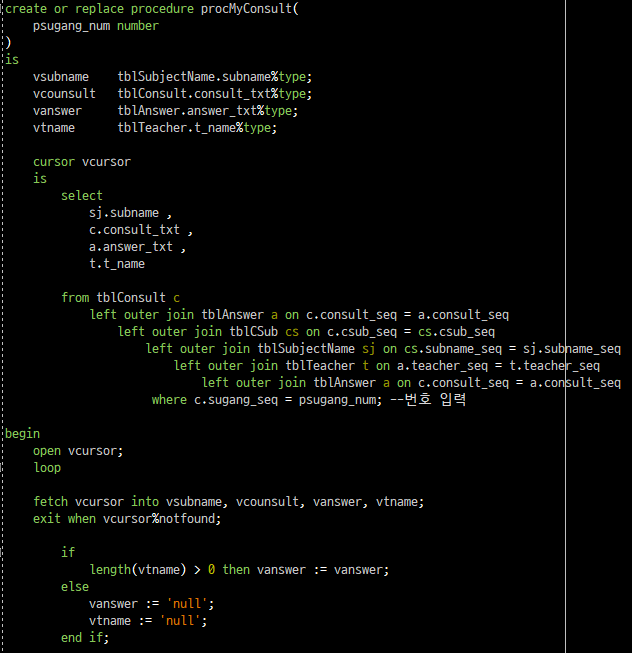 create or replace procedure procMyConsult(
    psugang_num number
)
is
    vsubname    tblSubjectName.subname%type;
    vcounsult   tblConsult.consult_txt%type;
    vanswer     tblAnswer.answer_txt%type;
    vtname      tblTeacher.t_name%type;

    cursor vcursor
    is
        select
            sj.subname ,
            c.consult_txt ,
            a.answer_txt ,
            t.t_name

        from tblConsult c
            left outer join tblAnswer a on c.consult_seq = a.consult_seq
                left outer join tblCSub cs on c.csub_seq = cs.csub_seq
                    left outer join tblSubjectName sj on cs.subname_seq = sj.subname_seq
                        left outer join tblTeacher t on a.teacher_seq = t.teacher_seq
                            left outer join tblAnswer a on c.consult_seq = a.consult_seq
                     where c.sugang_seq = psugang_num; --번호 입력

begin
    open vcursor;
    loop

    fetch vcursor into vsubname, vcounsult, vanswer, vtname;
    exit when vcursor%notfound;

        if
            length(vtname) > 0 then vanswer := vanswer;
        else
            vanswer := 'null';
            vtname := 'null';
        end if;